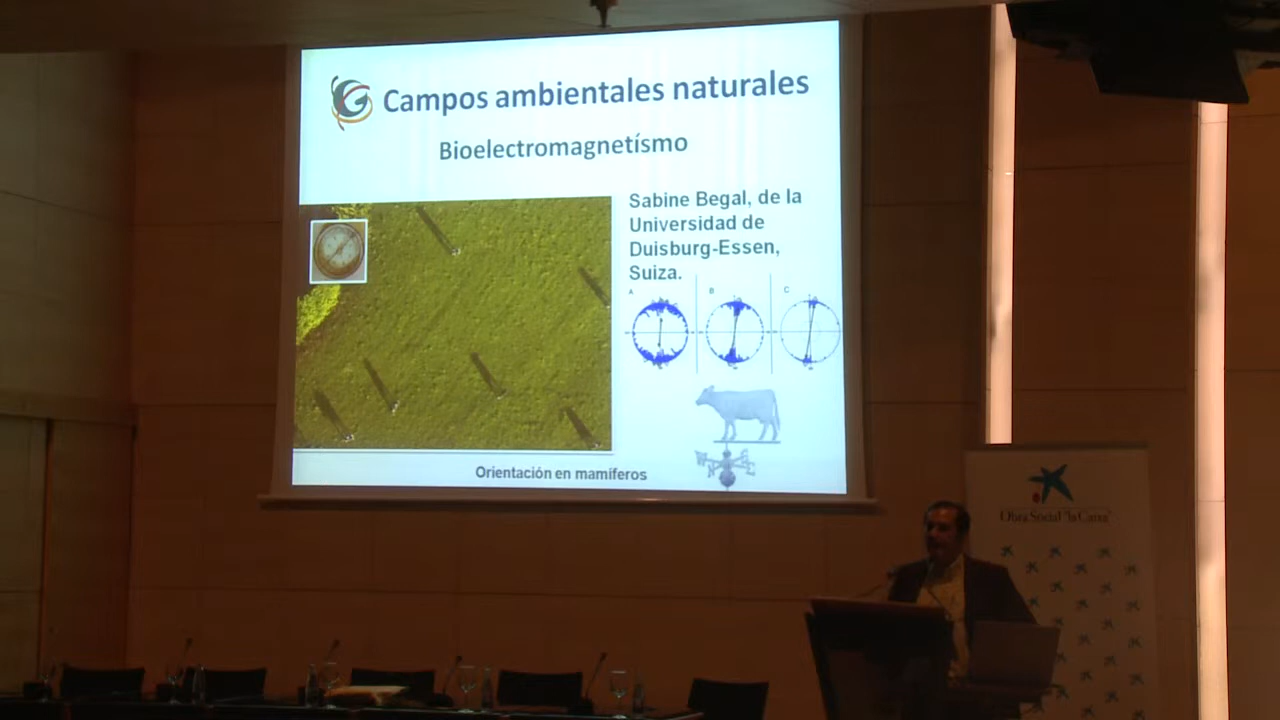 Campos ambientales naturales
Bioelectromagnetísmo
Sabine Begal, de la
Universidad de
Duisburg-Essen,
Suiza.
A B C
Orientación en mamíferos
Obra Social "la Caixa"